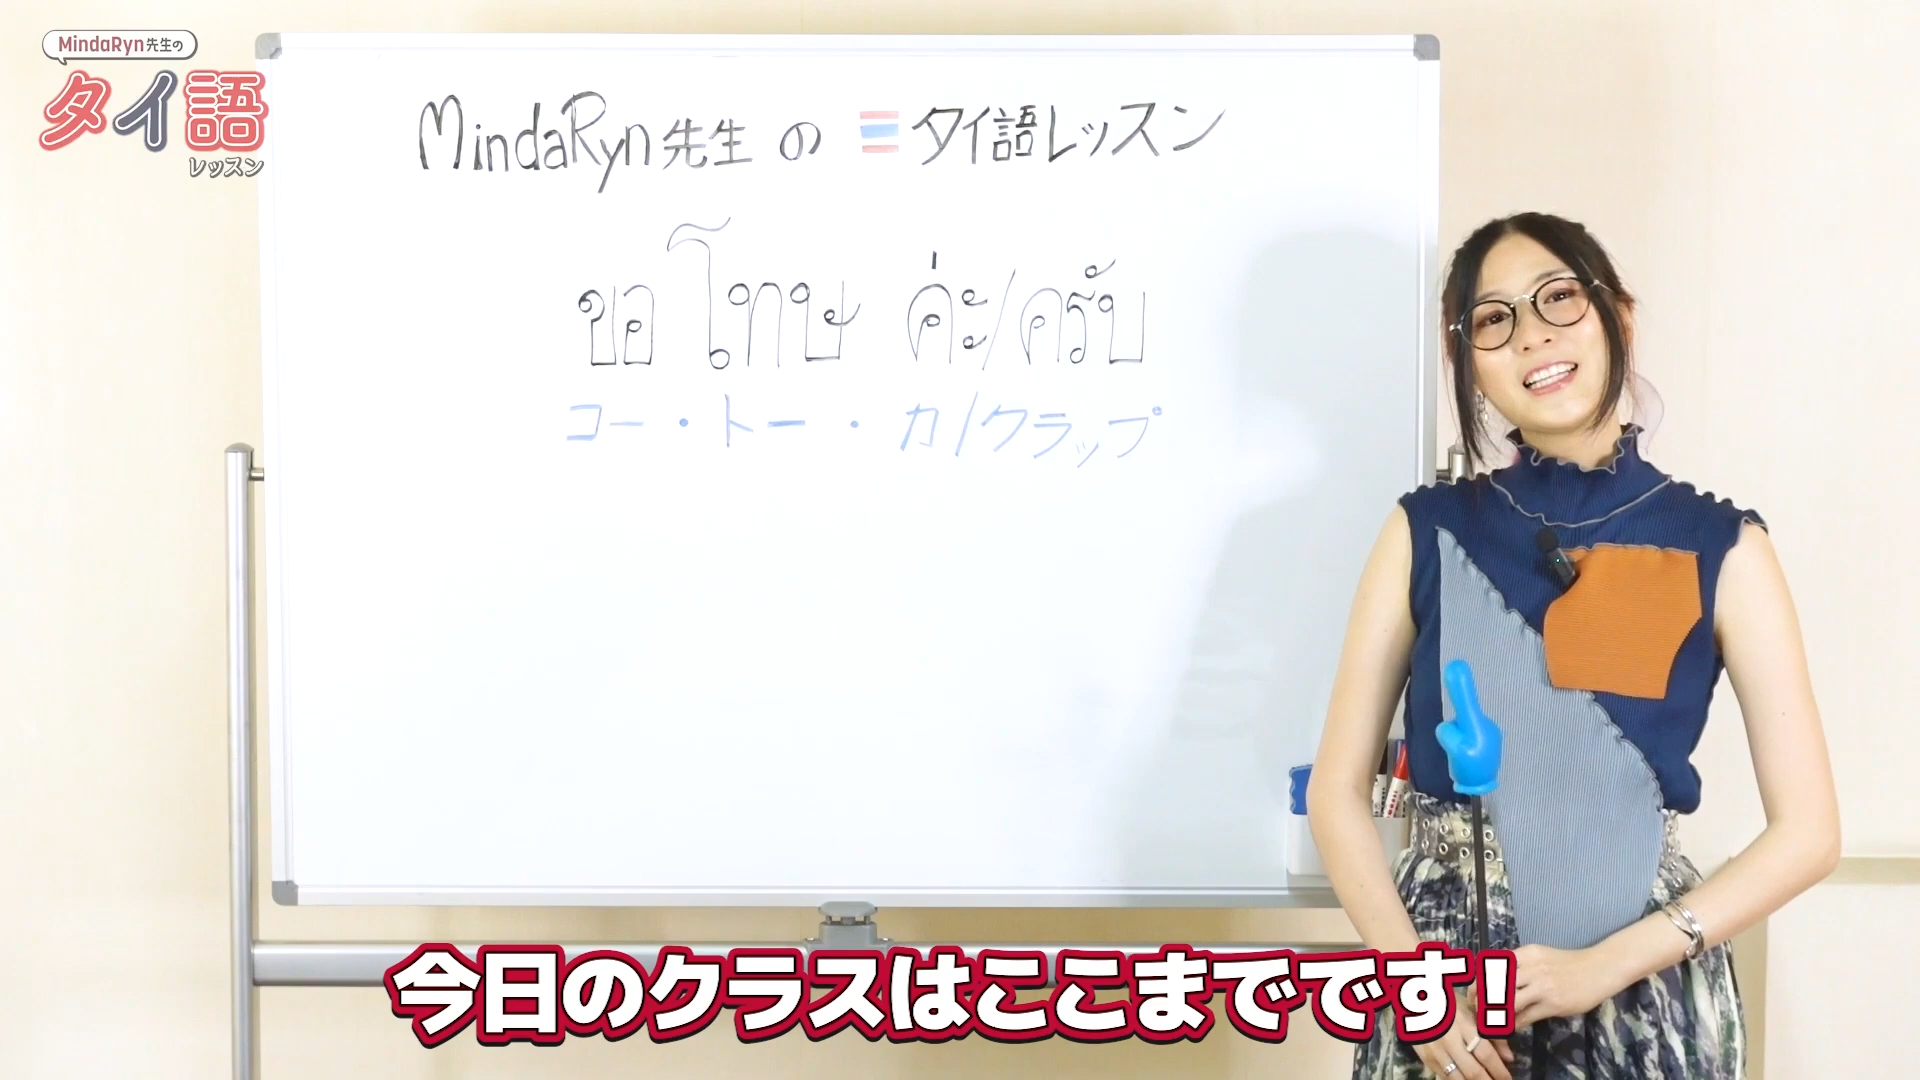 MindaRyn先生の
タイ語
レッスン
MindaRyn先生の タイ語レッスン
ขอ โทษ ค่ะ/ครับ
コー・トー・カ/クラップ
今日のクラスはここまでです!